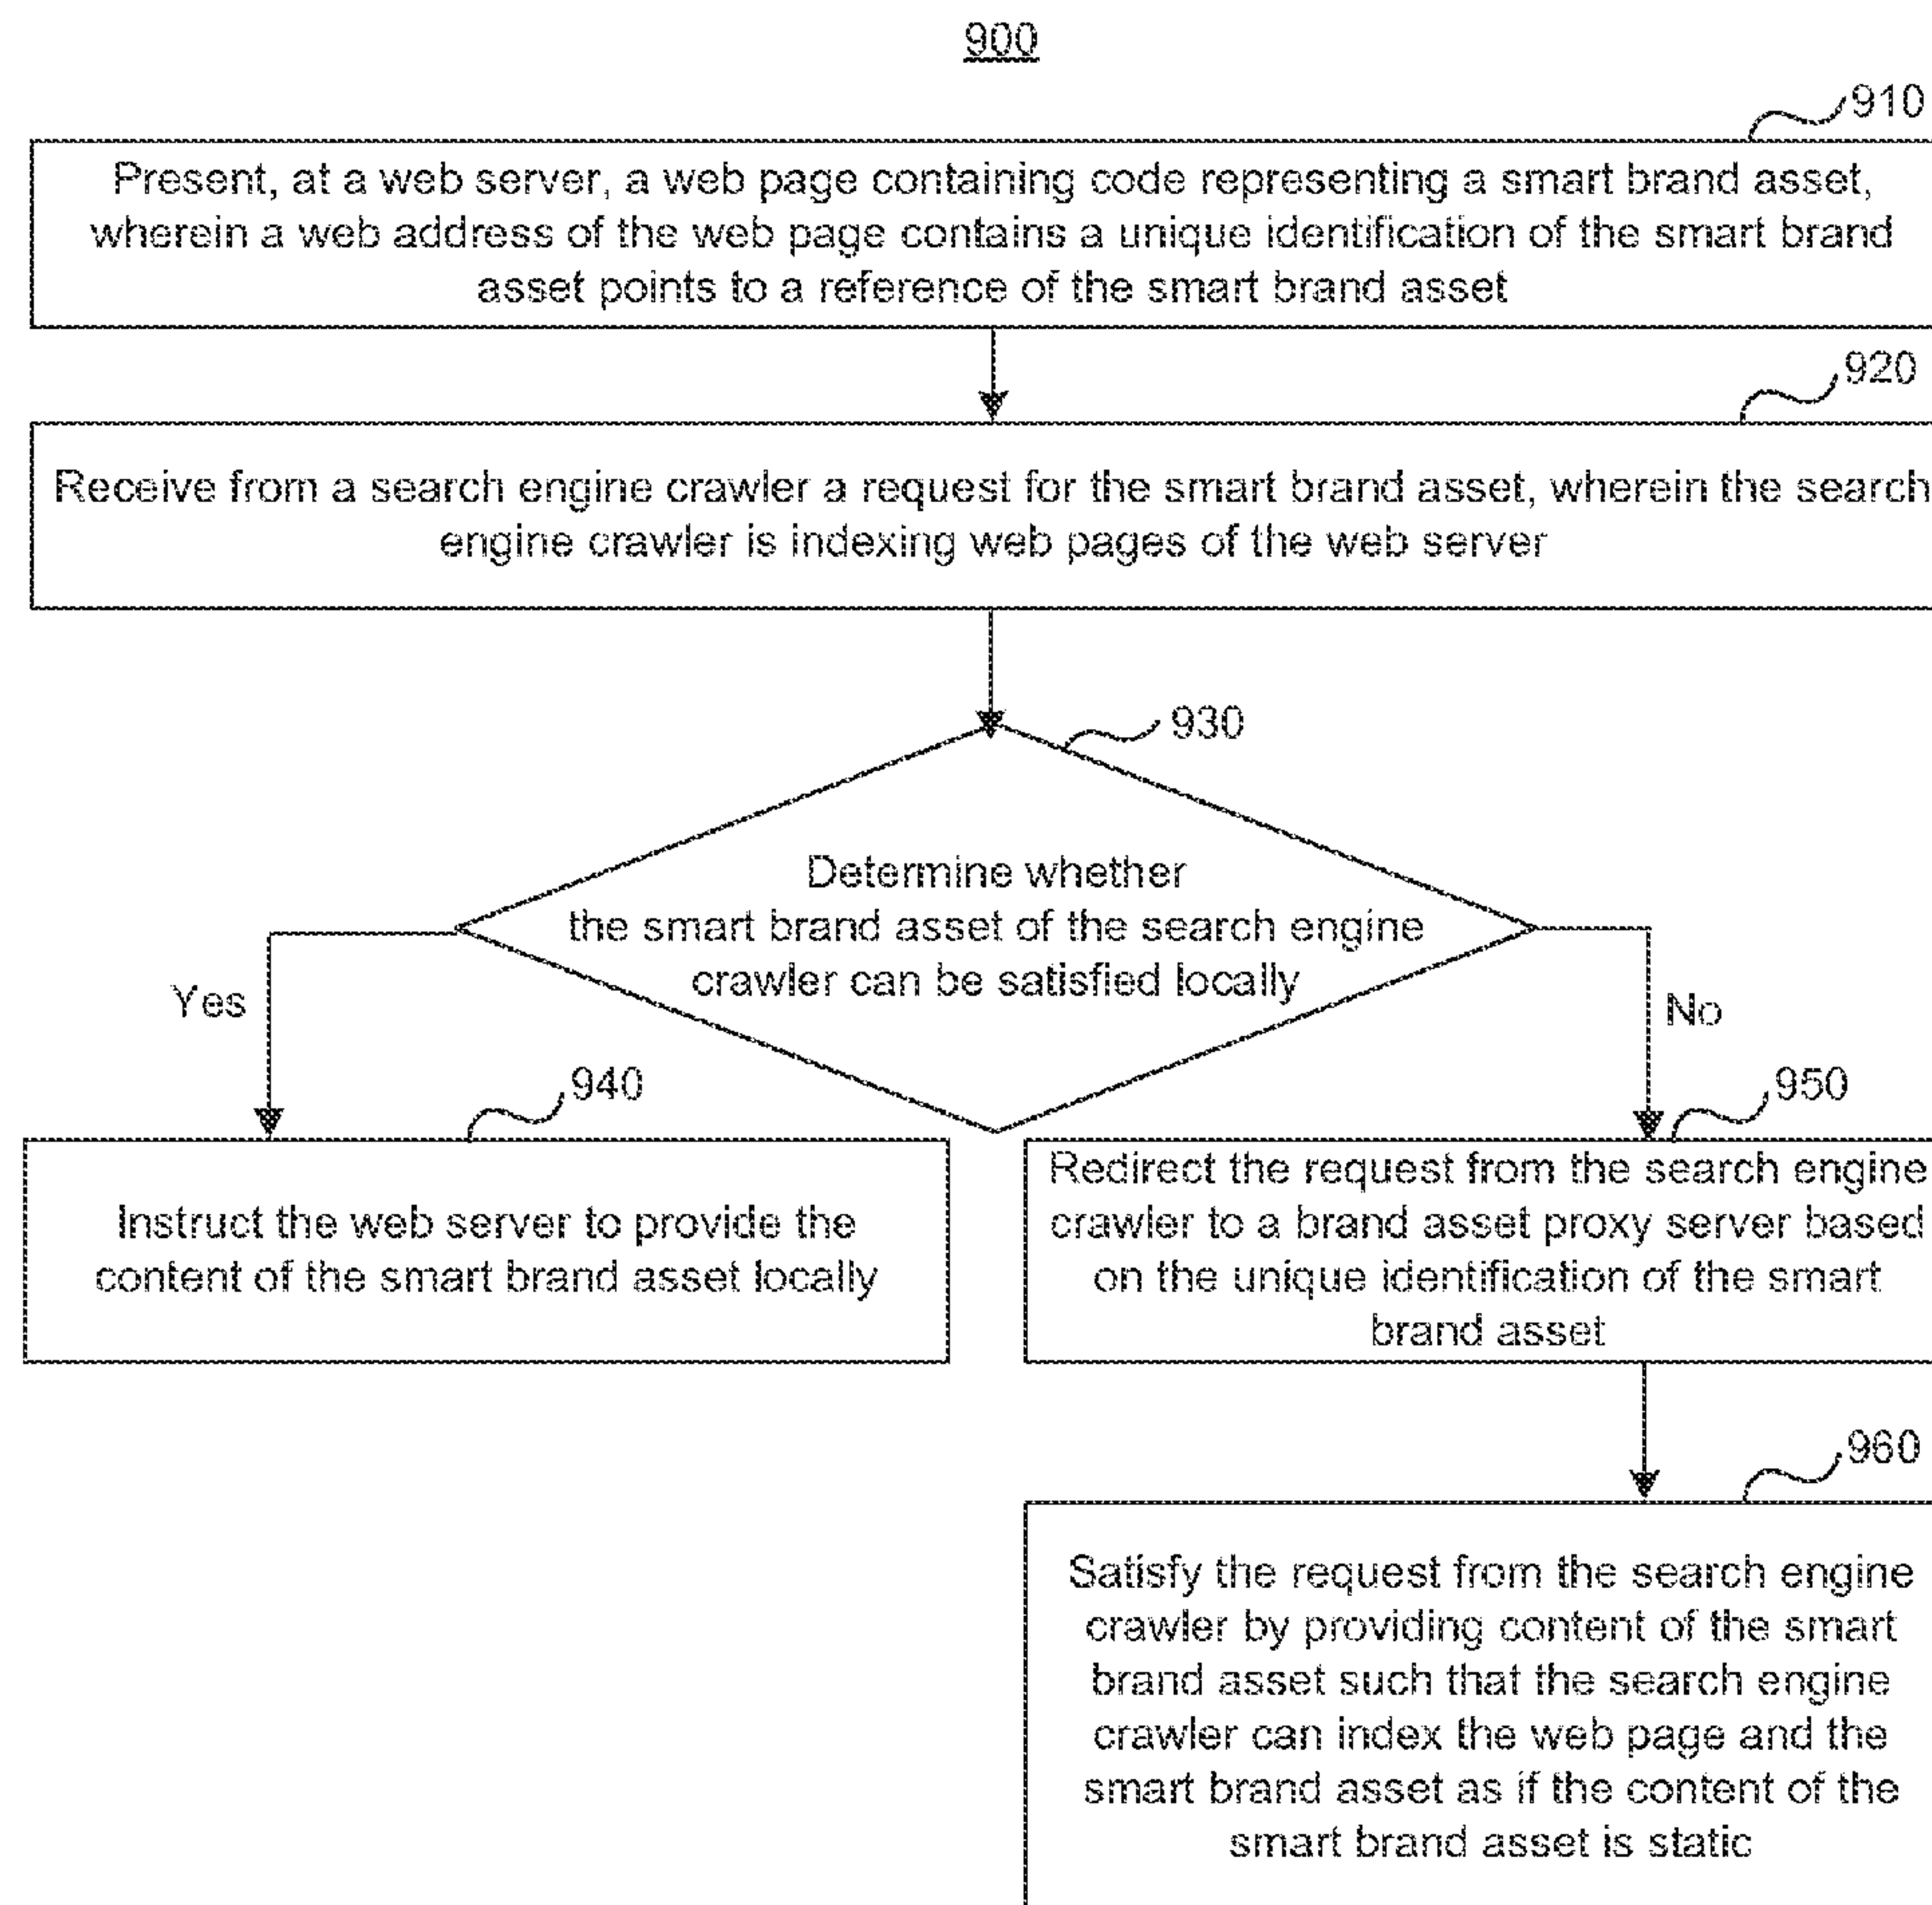 900
910
Present, at a web server, a web page containing code representing a smart brand asset,
wherein a web address of the web page contains a unique identification of the smart brand
asset points to a reference of the smart brand asset
920
Receive from a search engine crawler a request for the smart brand asset, wherein the search
engine crawler is indexing web pages of the web server
930
Determine whether
the smart brand asset of the search engine
crawler can be satisfied locally
Yes
No
940
Instruct the web server to provide the
content of the smart brand asset locally
950
Redirect the request from the search engine
crawler to a brand asset proxy server based
on the unique identification of the smart
brand asset
960
Satisfy the request from the search engine
crawler by providing content of the smart
brand asset such that the search engine
crawler can index the web page and the
smart brand asset as if the content of the
smart brand asset is static